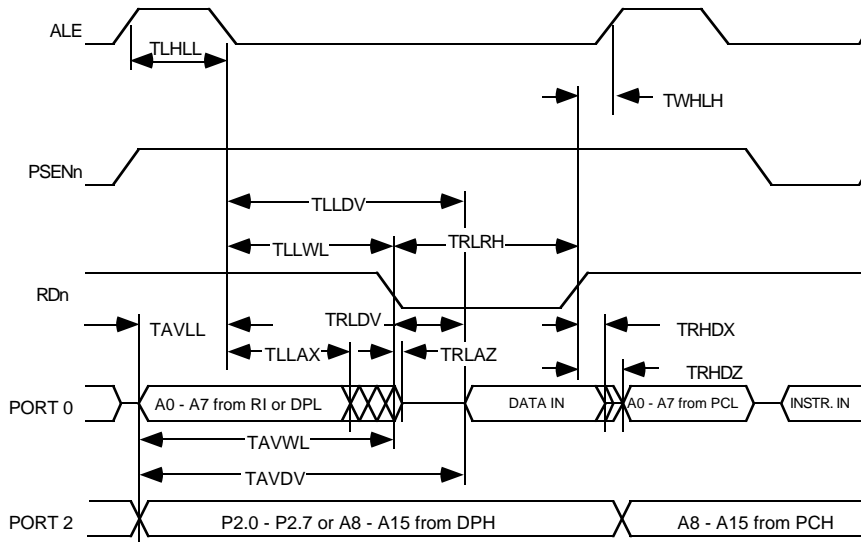 ALE
TLHLL
TWHLH
PSENn
TLLDV
TLLWL
TRLRH
RDn
TAVLL
TRLDV
TRHDX
TLLAX
TRLAZ
TRHDZ
PORT 0
A0 - A7 from RI or DPL
DATA IN
A0 - A7 from PCL
INSTR. IN
TAVWL
TAVDV
PORT 2
P2.0 - P2.7 or A8 - A15 from DPH
A8 - A15 from PCH